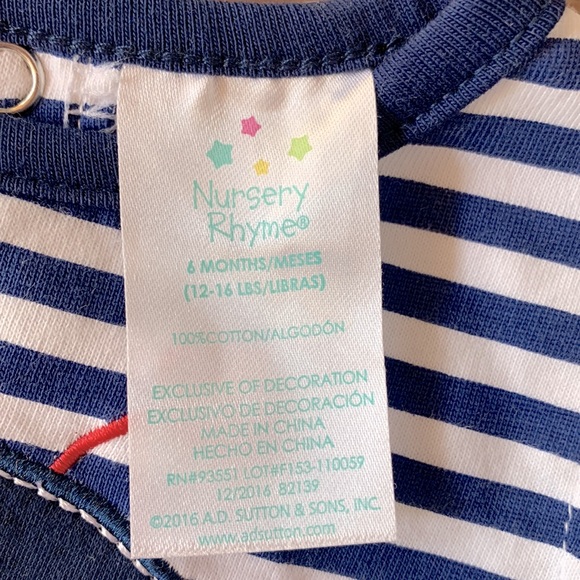 Nursery
Rhyme®
6 MONTHS/MESES
(12-16 LBS/LIBRAS)
100%COTTON/ALGODÓN
EXCLUSIVE OF DECORATION
EXCLUSIVO DE DECORACIÓN
MADE IN CHINA
HECHO EN CHINA
RN#93551 LOT#F153-110059
12/2016 82139
©2016 A.D. SUTTON & SONS, INC.
www.adsutton.com